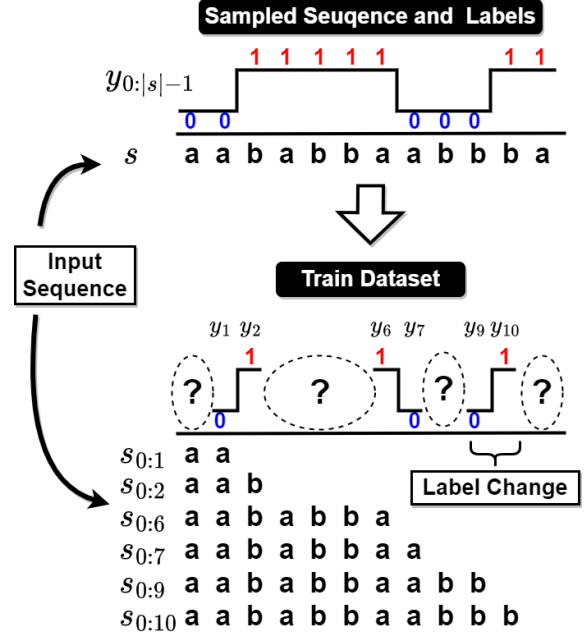 Sampled Seuqence and Labels
1 1 1 1 1 1 1
y0:|s|−1
0 0 0 0 0
s a a b a b b a a b b b a
Input
Sequence
Train Dataset
y1 y2 y6 y7 y9 y10
1 1 1
? ? ? ?
0 0 0
s0:1 a a
s0:2 a a b
Label Change
s0:6 a a b a b b a
s0:7 a a b a b b a a
s0:9 a a b a b b a a b b
s0:10 a a b a b b a a b b b